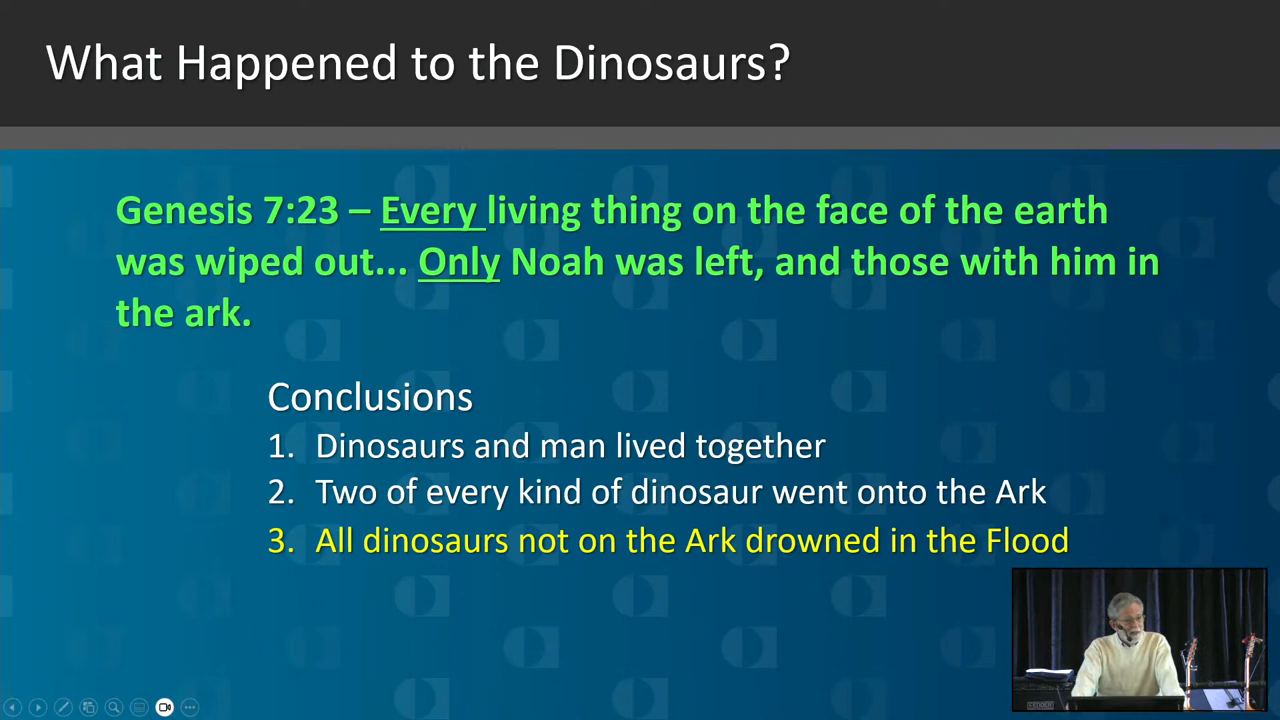 What Happened to the Dinosaurs?
Genesis 7:23 – Every living thing on the face of the earth
was wiped out... Only Noah was left, and those with him in
the ark.
Conclusions
1. Dinosaurs and man lived together
2. Two of every kind of dinosaur went onto the Ark
3. All dinosaurs not on the Ark drowned in the Flood